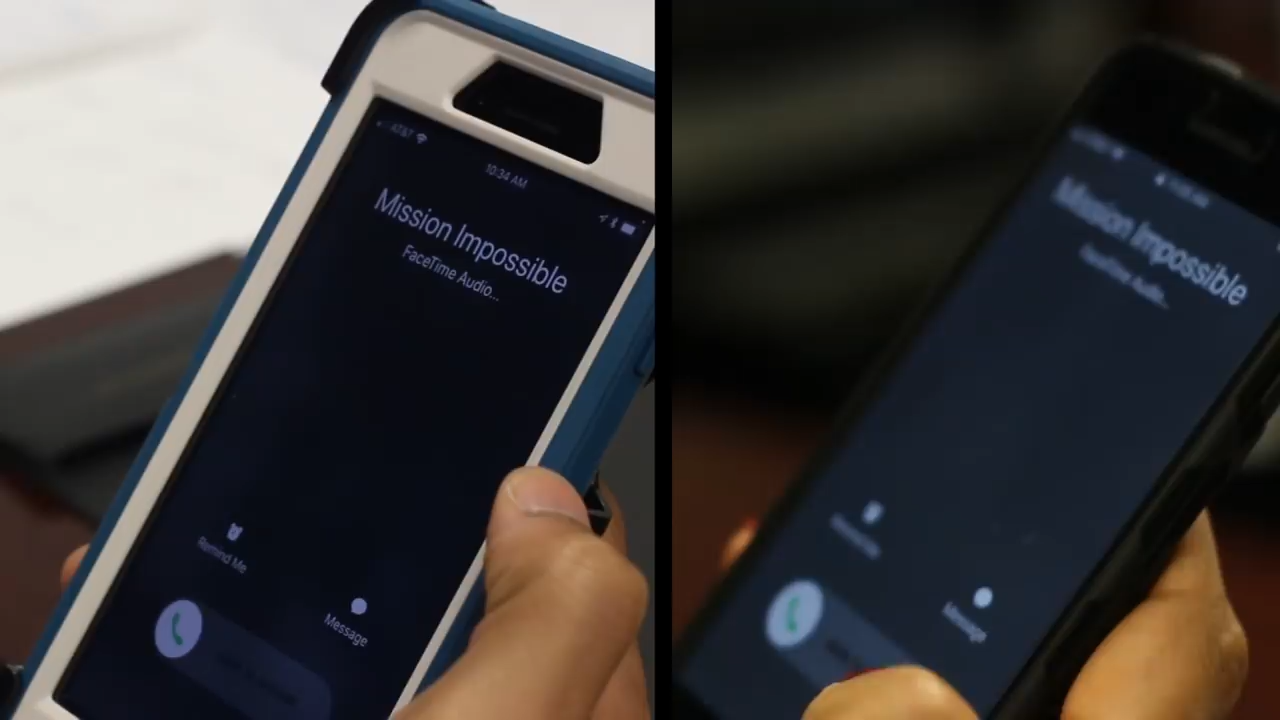 AT&T
10:34 AM
Mission Impossible
FaceTime Audio...
Remind Me
Message
Mission Impossible
FaceTime Audio...
Message